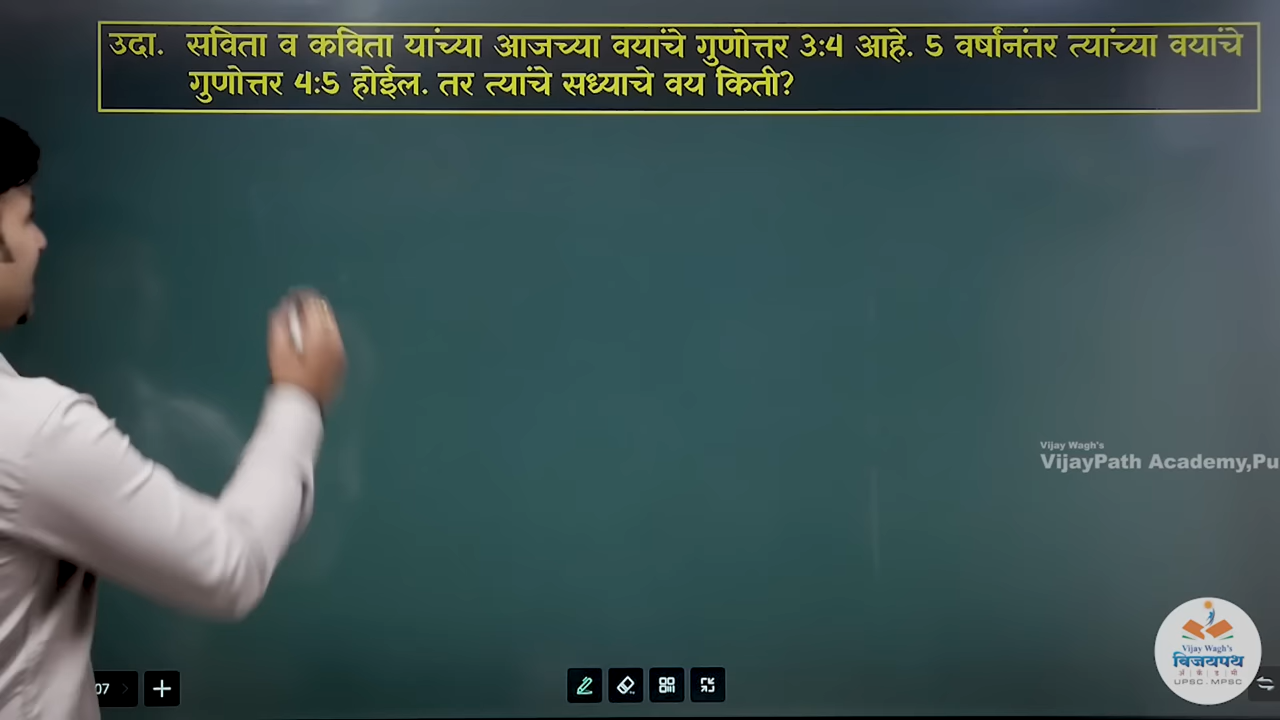 उदा. सविता व कविता यांच्या आजच्या वयांचे गुणोत्तर 3:4 आहे. 5 वर्षांनंतर त्यांच्या वयांचे
गुणोत्तर 4:5 होईल. तर त्यांचे सध्याचे वय किती?
Vijay Wagh's
VijayPath Academy,Pu
Vijay Wagh's
विजयपथ
UPSC . MPSC
07